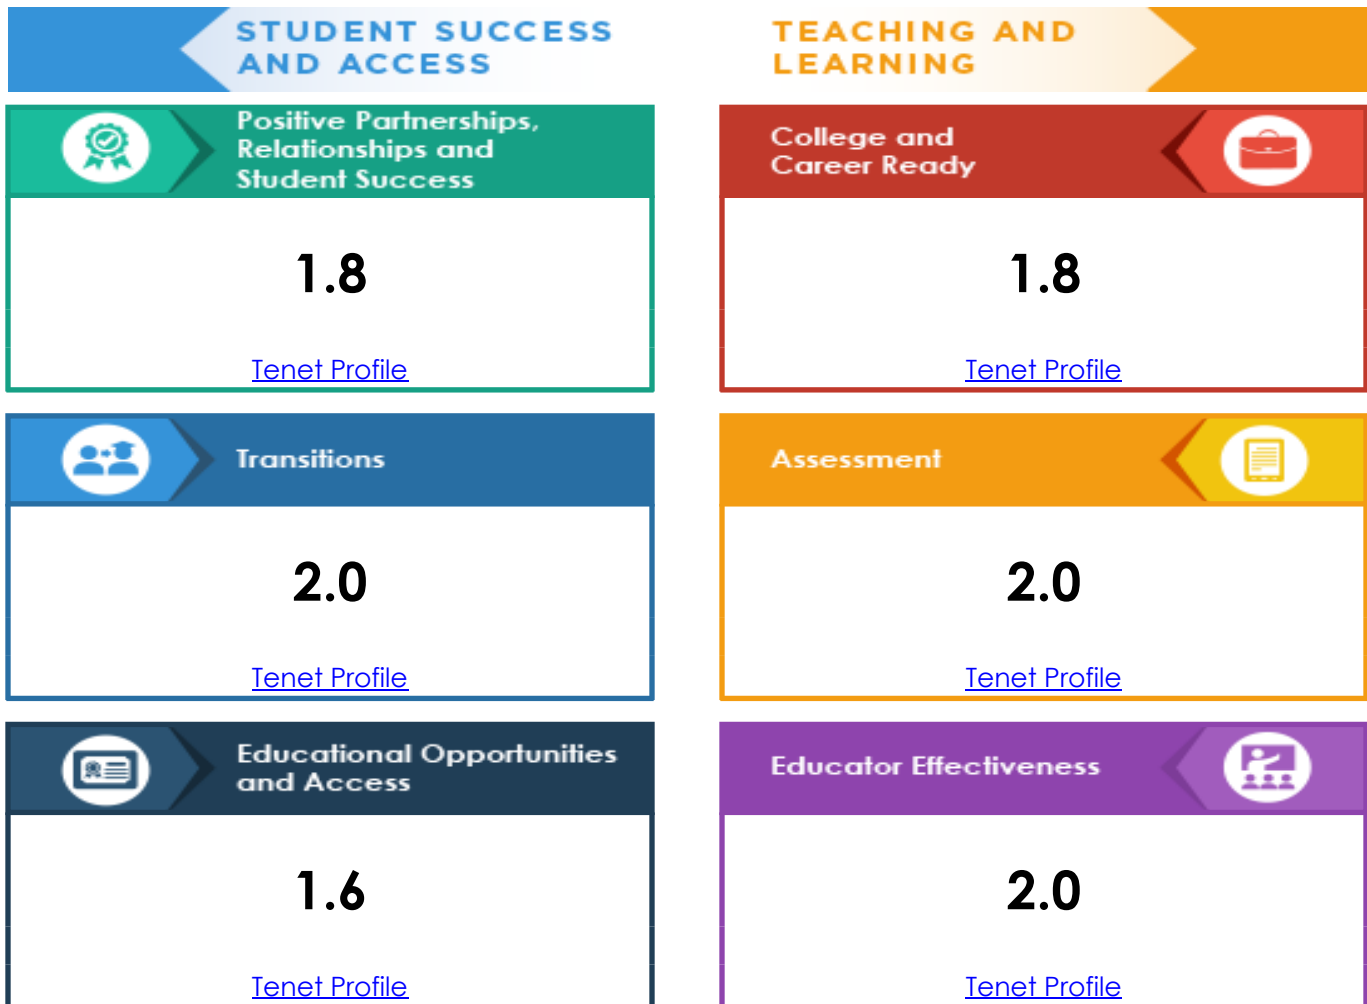 STUDENT SUCCESS
AND ACCESS
TEACHING AND
LEARNING
Positive Partnerships,
Relationships and
Student Success
1.8
Tenet Profile
College and
Career Ready
1.8
Tenet Profile
Transitions
2.0
Tenet Profile
Assessment
2.0
Tenet Profile
Educational Opportunities
and Access
1.6
Tenet Profile
Educator Effectiveness
2.0
Tenet Profile